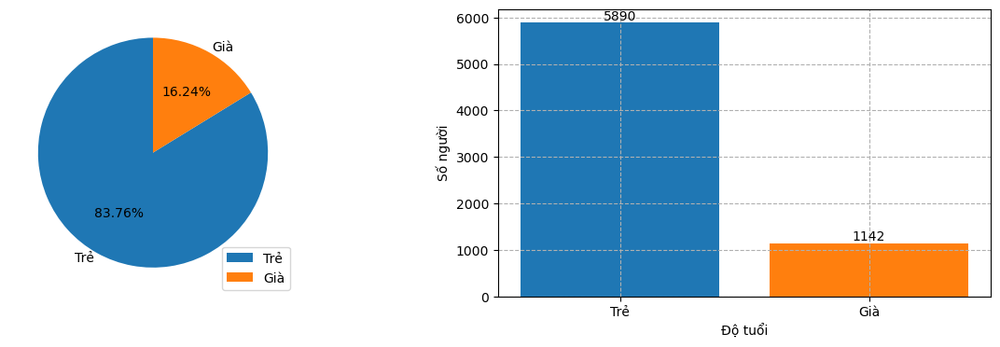 Già
16.24%
83.76%
Trẻ
Trẻ
Già
6000
5000
4000
3000
2000
1000
0
Số người
5890
1142
Trẻ
Già
Độ tuổi